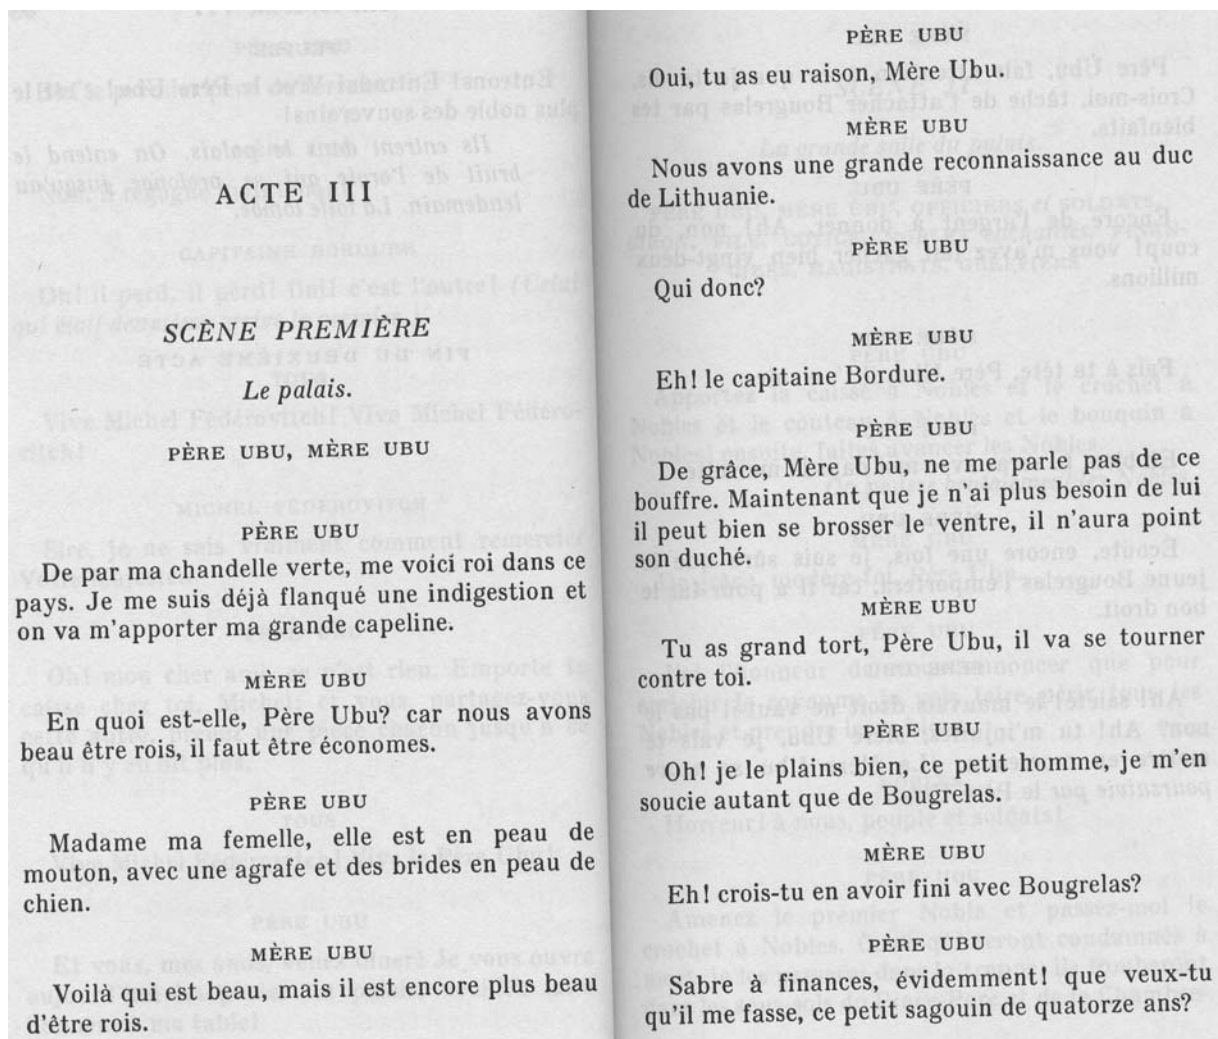 ACTE III
SCÈNE PREMIÈRE
Le palais.
PÈRE UBU, MÈRE UBU
PÈRE UBU
De par ma chandelle verte, me voici roi dans ce
pays. Je me suis déjà flanqué une indigestion et
on va m'apporter ma grande capeline.
MÈRE UBU
En quoi est-elle, Père Ubu? car nous avons
beau être rois, il faut être économes.
PÈRE UBU
Madame ma femelle, elle est en peau de
mouton, avec une agrafe et des brides en peau de
chien.
MÈRE UBU
Voilà qui est beau, mais il est encore plus beau
d'être rois.
PÈRE UBU
Oui, tu as eu raison, Mère Ubu.
MÈRE UBU
Nous avons une grande reconnaissance au duc
de Lithuanie.
PÈRE UBU
Qui donc?
MÈRE UBU
Eh! le capitaine Bordure.
PÈRE UBU
De grâce, Mère Ubu, ne me parle pas de ce
bouffre. Maintenant que je n'ai plus besoin de lui
il peut bien se brosser le ventre, il n'aura point
son duché.
MÈRE UBU
Tu as grand tort, Père Ubu, il va se tourner
contre toi.
PÈRE UBU
Oh! je le plains bien, ce petit homme, je m'en
soucie autant que de Bougrelas.
MÈRE UBU
Eh! crois-tu en avoir fini avec Bougrelas?
PÈRE UBU
Sabre à finances, évidemment! que veux-tu
qu'il me fasse, ce petit sagouin de quatorze ans?